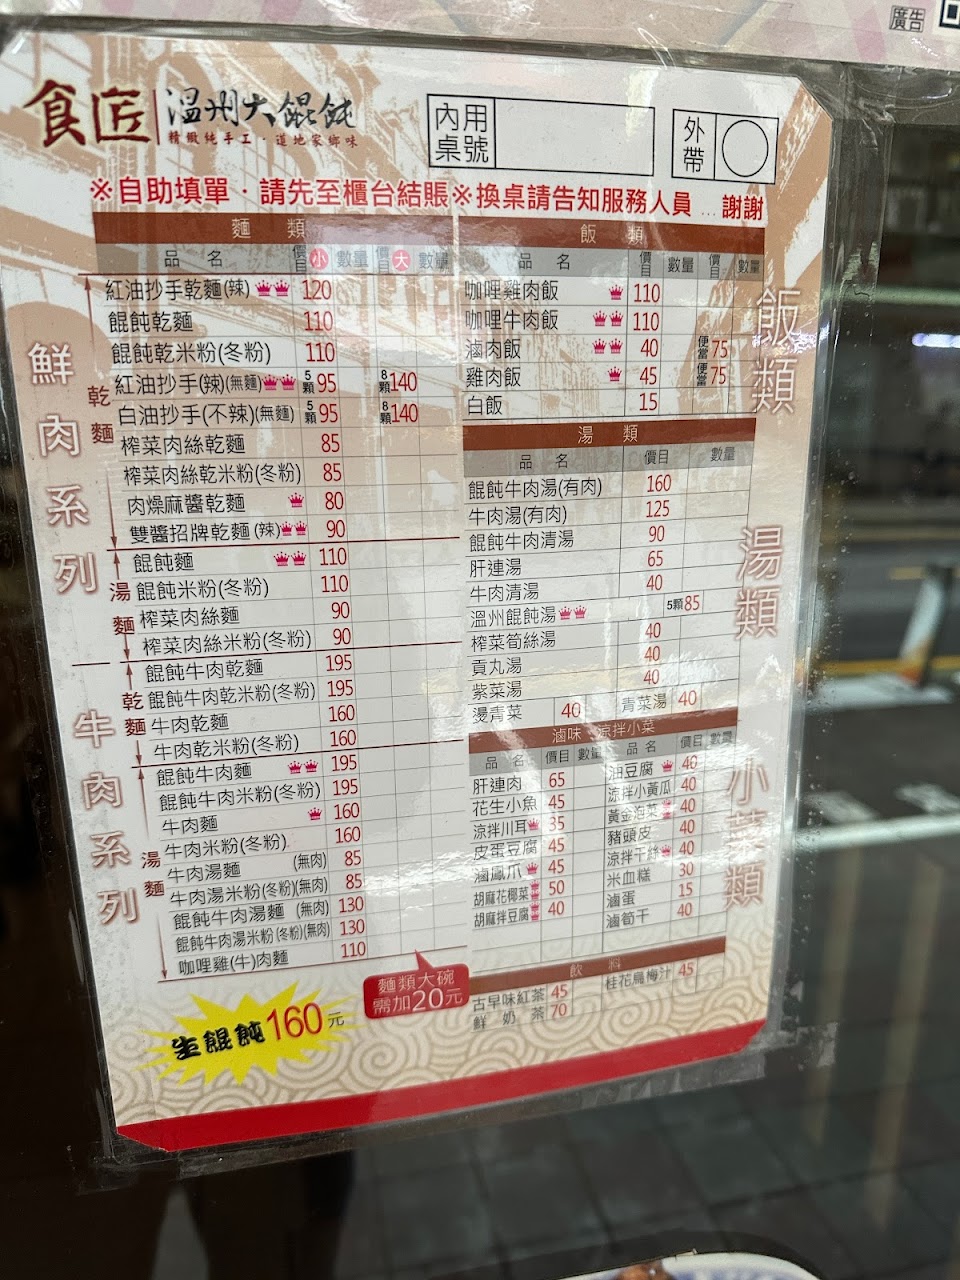 廣告
食匠 溫州大餛飩
精緻純手工 · 道地家鄉味
內用桌號
外帶
※自助填單 · 請先至櫃台結賬※換桌請告知服務人員 … 謝謝
麵 類
品 名 價目 小 數量 價目 大 數量
鮮肉系列
乾麵
紅油抄手乾麵(辣) 120
餛飩乾麵 110
餛飩乾米粉(冬粉) 110
紅油抄手(辣)(無麵) 5顆 95 8顆 140
白油抄手(不辣)(無麵) 5顆 95 8顆 140
榨菜肉絲乾麵 85
榨菜肉絲乾米粉(冬粉) 85
肉燥麻醬乾麵 80
雙醬招牌乾麵(辣) 90
湯麵
餛飩麵 110
餛飩米粉(冬粉) 110
榨菜肉絲麵 90
榨菜肉絲米粉(冬粉) 90
牛肉系列
乾麵
餛飩牛肉乾麵 195
餛飩牛肉乾米粉(冬粉) 195
牛肉乾麵 160
牛肉乾米粉(冬粉) 160
湯麵
餛飩牛肉麵 195
餛飩牛肉米粉(冬粉) 195
牛肉麵 160
牛肉米粉(冬粉) 160
牛肉湯麵 (無肉) 85
牛肉湯米粉(冬粉)(無肉) 85
餛飩牛肉湯麵 (無肉) 130
餛飩牛肉湯米粉(冬粉)(無肉) 130
咖哩雞(牛)肉麵 110
麵類大碗
需加20元
生餛飩160元
飯 類
品 名 價目 數量 價目 數量
飯類
咖哩雞肉飯 110
咖哩牛肉飯 110
滷肉飯 40 便當 75
雞肉飯 45 便當 75
白飯 15
湯 類
品 名 價目 數量
湯類
餛飩牛肉湯(有肉) 160
牛肉湯(有肉) 125
餛飩牛肉清湯 90
肝連湯 65
牛肉清湯 40
溫州餛飩湯 5顆85
榨菜筍絲湯 40
貢丸湯 40
紫菜湯 40
燙青菜 40 青菜湯 40
滷味 涼拌小菜
品 名 價目 數量 品 名 價目 數量
小菜類
肝連肉 65 油豆腐 40
花生小魚 45 涼拌小黃瓜 40
涼拌川耳 35 黃金泡菜 40
皮蛋豆腐 45 豬頭皮 40
滷鳳爪 45 涼拌干絲 40
胡麻花椰菜 50 米血糕 30
胡麻拌豆腐 40 滷蛋 15
滷筍干 40
飲 料
古早味紅茶 45 桂花烏梅汁 45
鮮奶茶 70